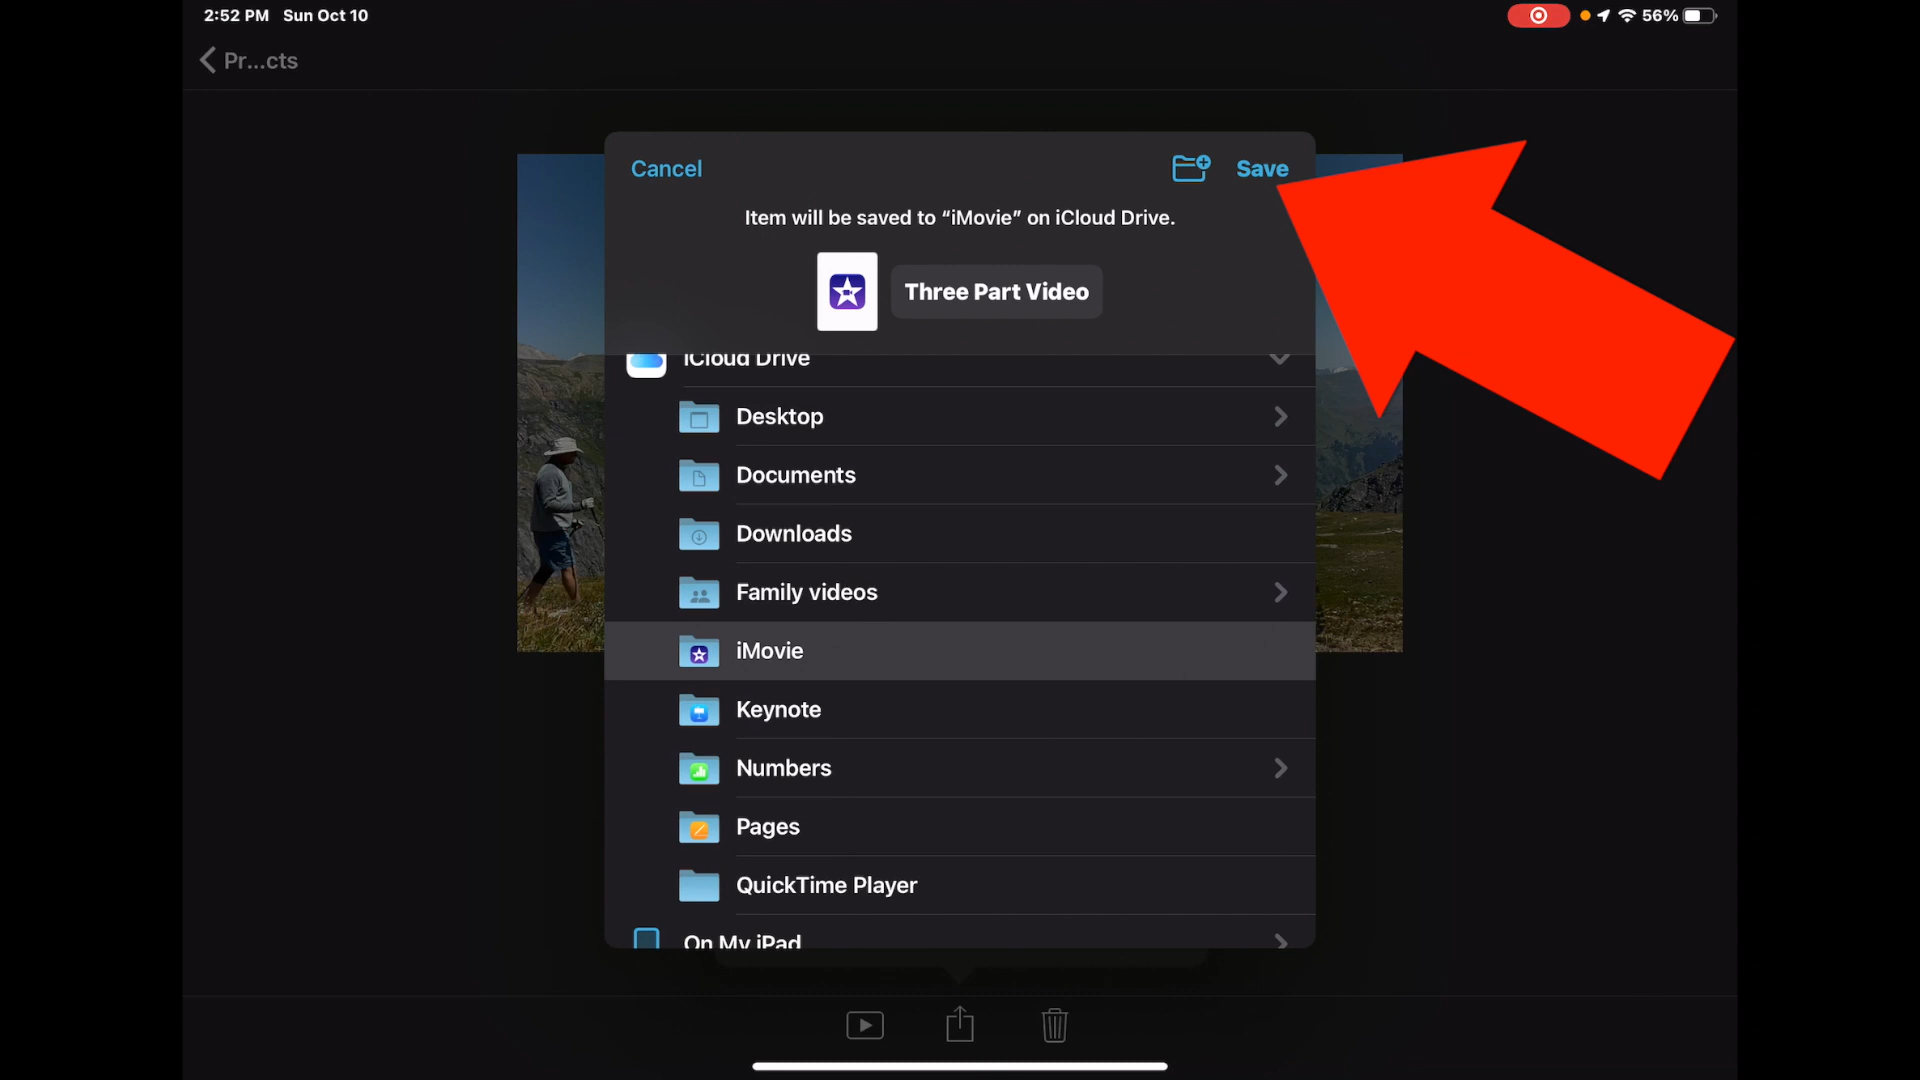 2:52 PM Sun Oct 10
56%
Pr...cts
Cancel
Save
Item will be saved to “iMovie” on iCloud Drive.
Three Part Video
iCloud Drive
Desktop
Documents
Downloads
Family videos
iMovie
Keynote
Numbers
Pages
QuickTime Player
On My iPad